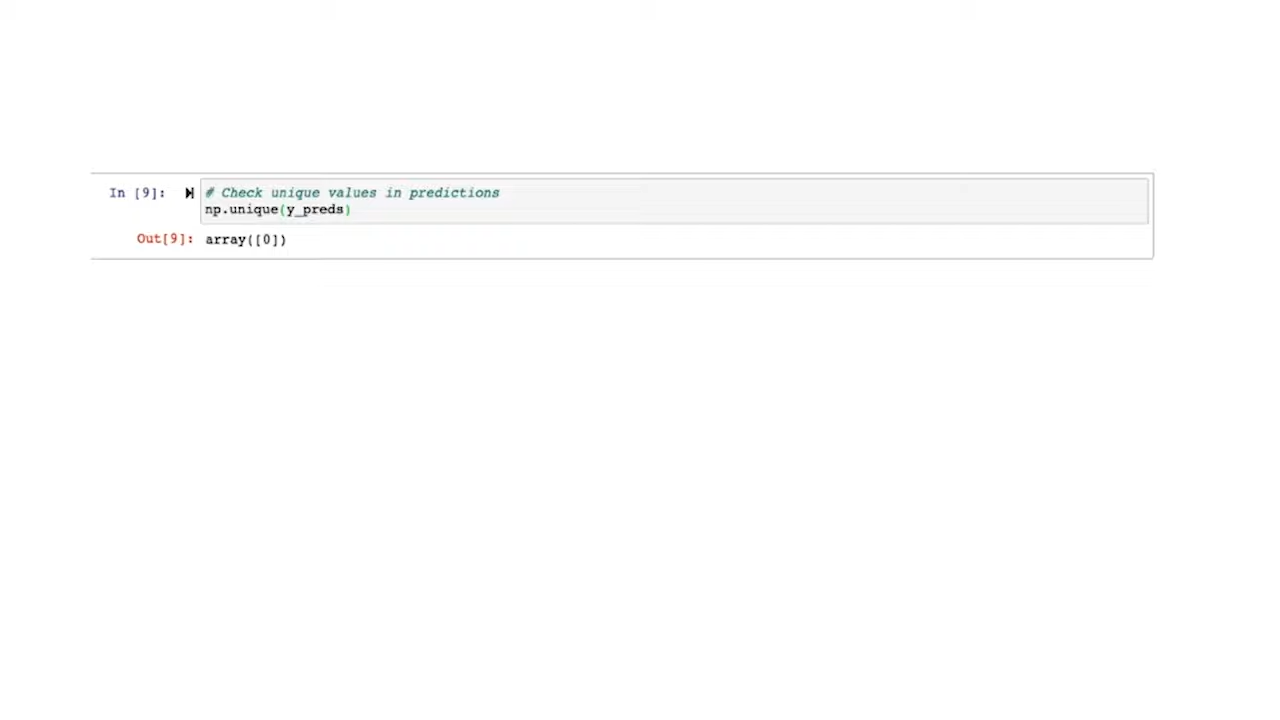 In [9]: # Check unique values in predictions
np.unique(y_preds)
Out[9]: array([0])